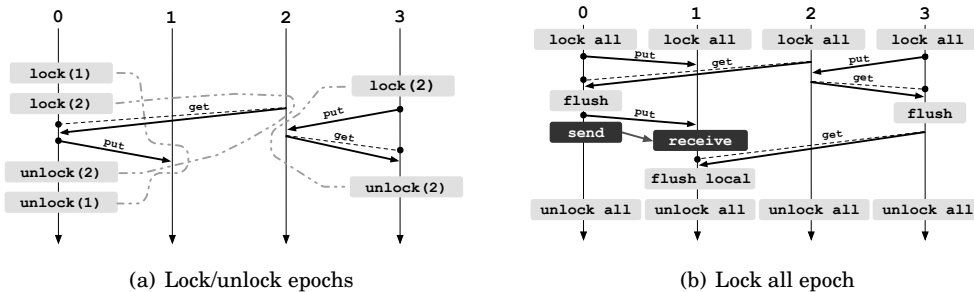 0 1 2 3
lock(1)
lock(2)
lock(2)
get
put
put
get
unlock(2)
unlock(2)
unlock(1)
(a) Lock/unlock epochs
0 1 2 3
lock all lock all lock all lock all
put
get
put
get
flush
flush
put
send
receive
get
flush local
unlock all unlock all unlock all unlock all
(b) Lock all epoch